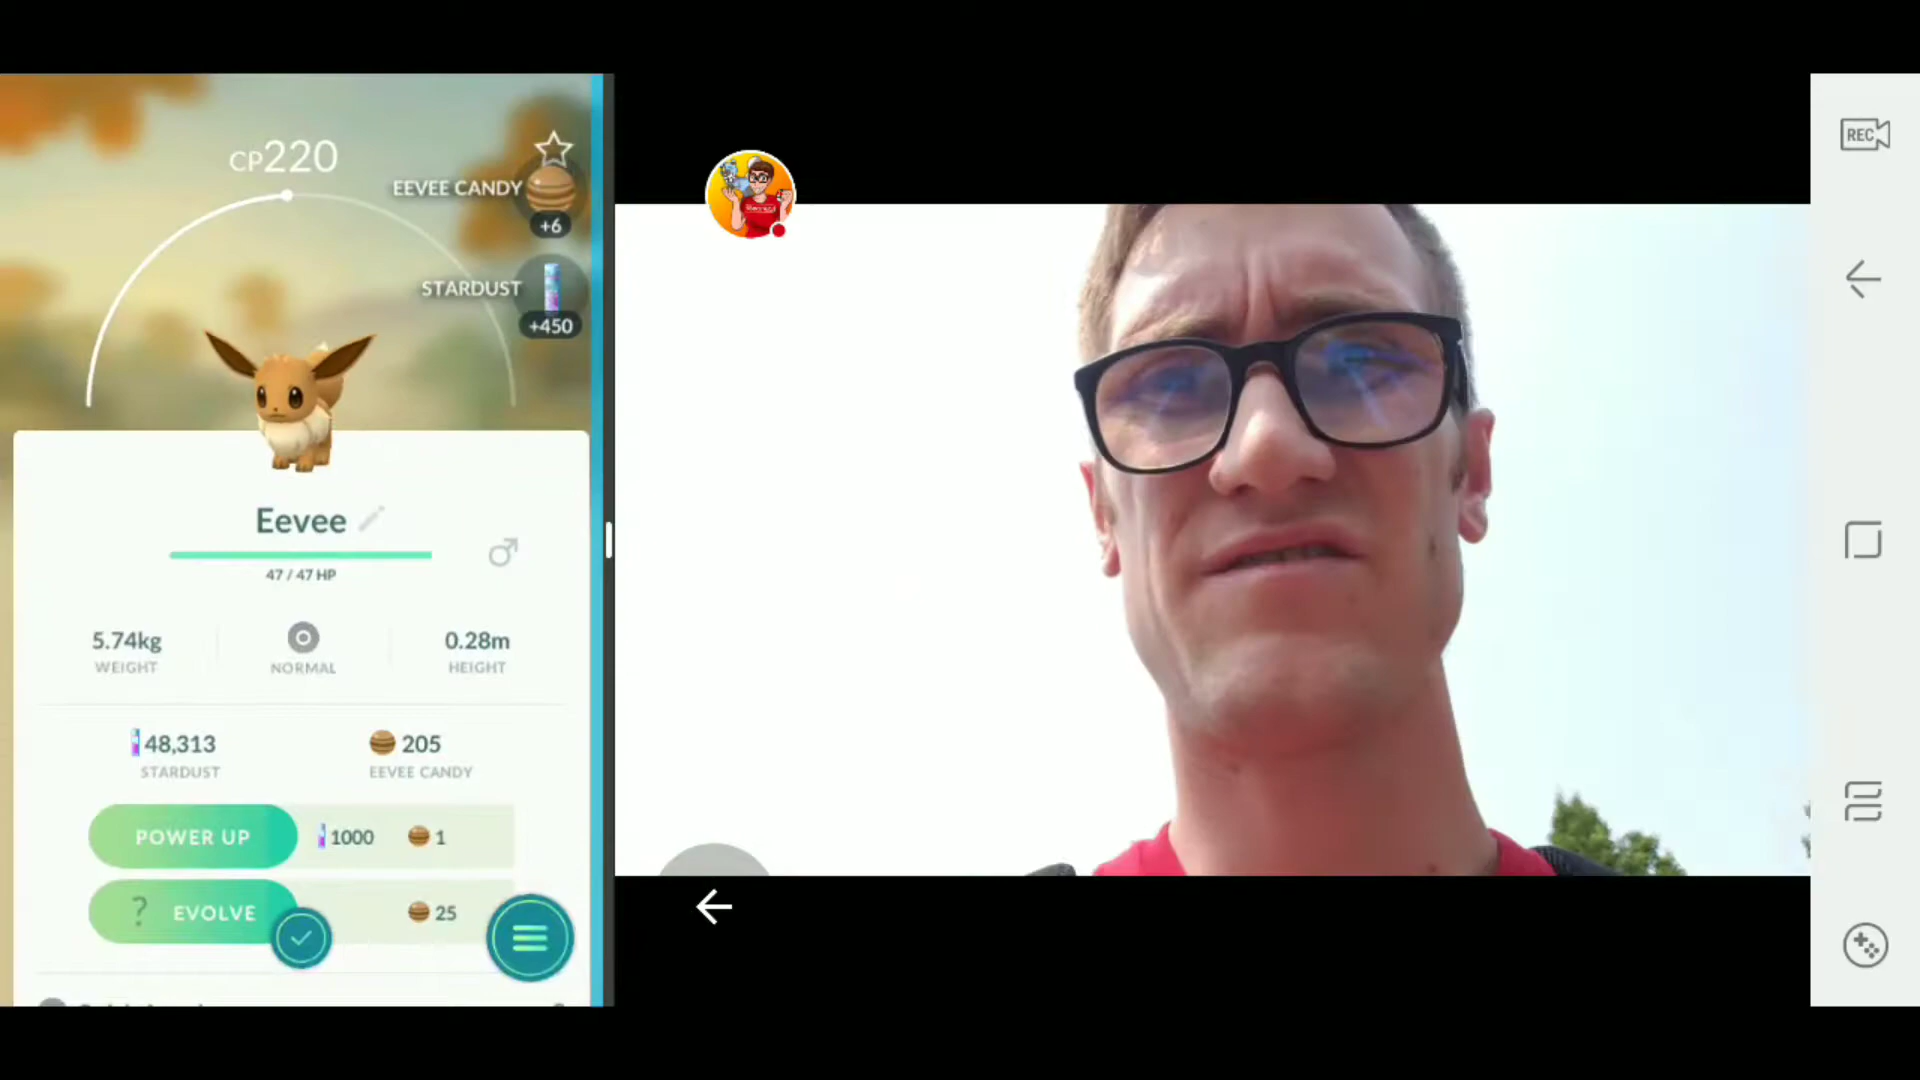 CP220
EEVEE CANDY
+6
STARDUST
+450
Eevee
47 / 47 HP
5.74kg
WEIGHT
NORMAL
0.28m
HEIGHT
48,313
STARDUST
205
EEVEE CANDY
POWER UP
1000
1
? EVOLVE
25
REC